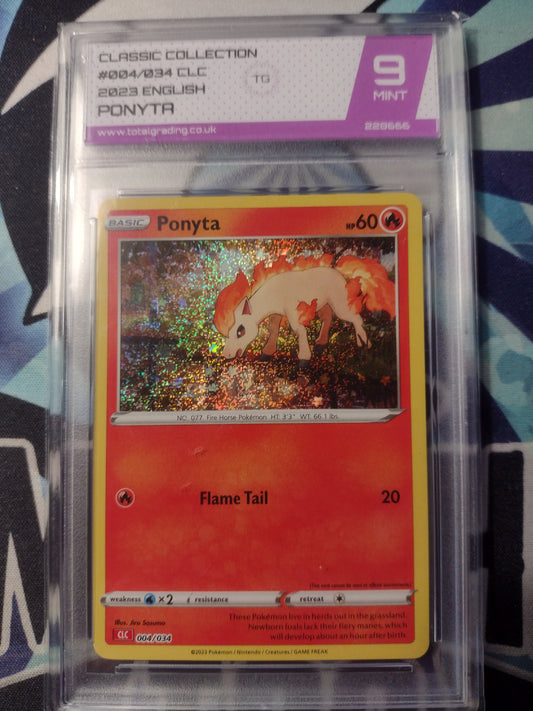 CLASSIC COLLECTION
#004/034 CLC
2023 ENGLISH
PONYTA
www.totalgrading.co.uk
TG
9
MINT
228666
BASIC Ponyta HP 60
NO. 077 Fire Horse Pokémon HT: 3'3" WT: 66.1 lbs.
Flame Tail 20
(This card cannot be used at official tournaments.)
weakness ×2 resistance retreat
Illus. Jiro Sasumo
CLC 004/034
These Pokémon live in herds out in the grassland.
Newborn foals lack their fiery manes, which
will develop about an hour after birth.
©2023 Pokémon / Nintendo / Creatures / GAME FREAK